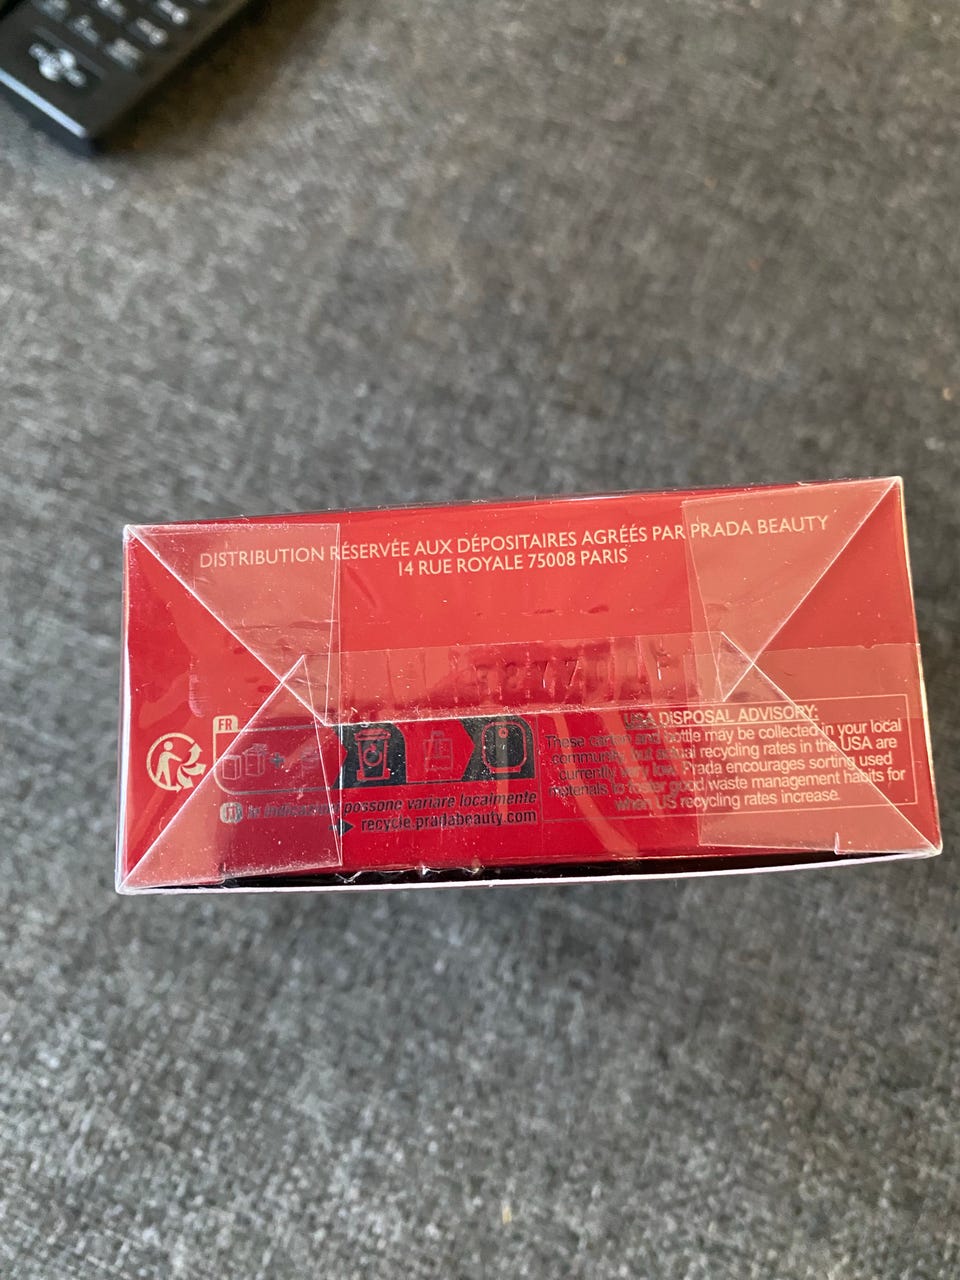 DISTRIBUTION RÉSERVÉE AUX DÉPOSITAIRES AGRÉÉS PAR PRADA BEAUTY
14 RUE ROYALE 75008 PARIS
FR
possono variare localmente
recycle.pradabeauty.com
USA DISPOSAL ADVISORY:
These carton and bottle may be collected in your local
community, but actual recycling rates in the USA are
currently very low. Prada encourages sorting used
materials to foster good waste management habits for
when US recycling rates increase.